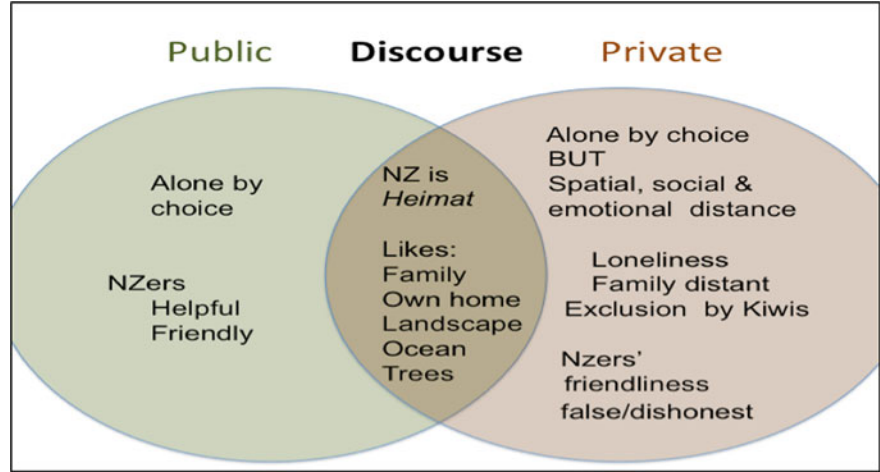 Public Discourse Private
Alone by
choice
NZers
Helpful
Friendly
NZ is
Heimat
Likes:
Family
Own home
Landscape
Ocean
Trees
Alone by choice
BUT
Spatial, social &
emotional distance
Loneliness
Family distant
Exclusion by Kiwis
Nzers’
friendliness
false/dishonest